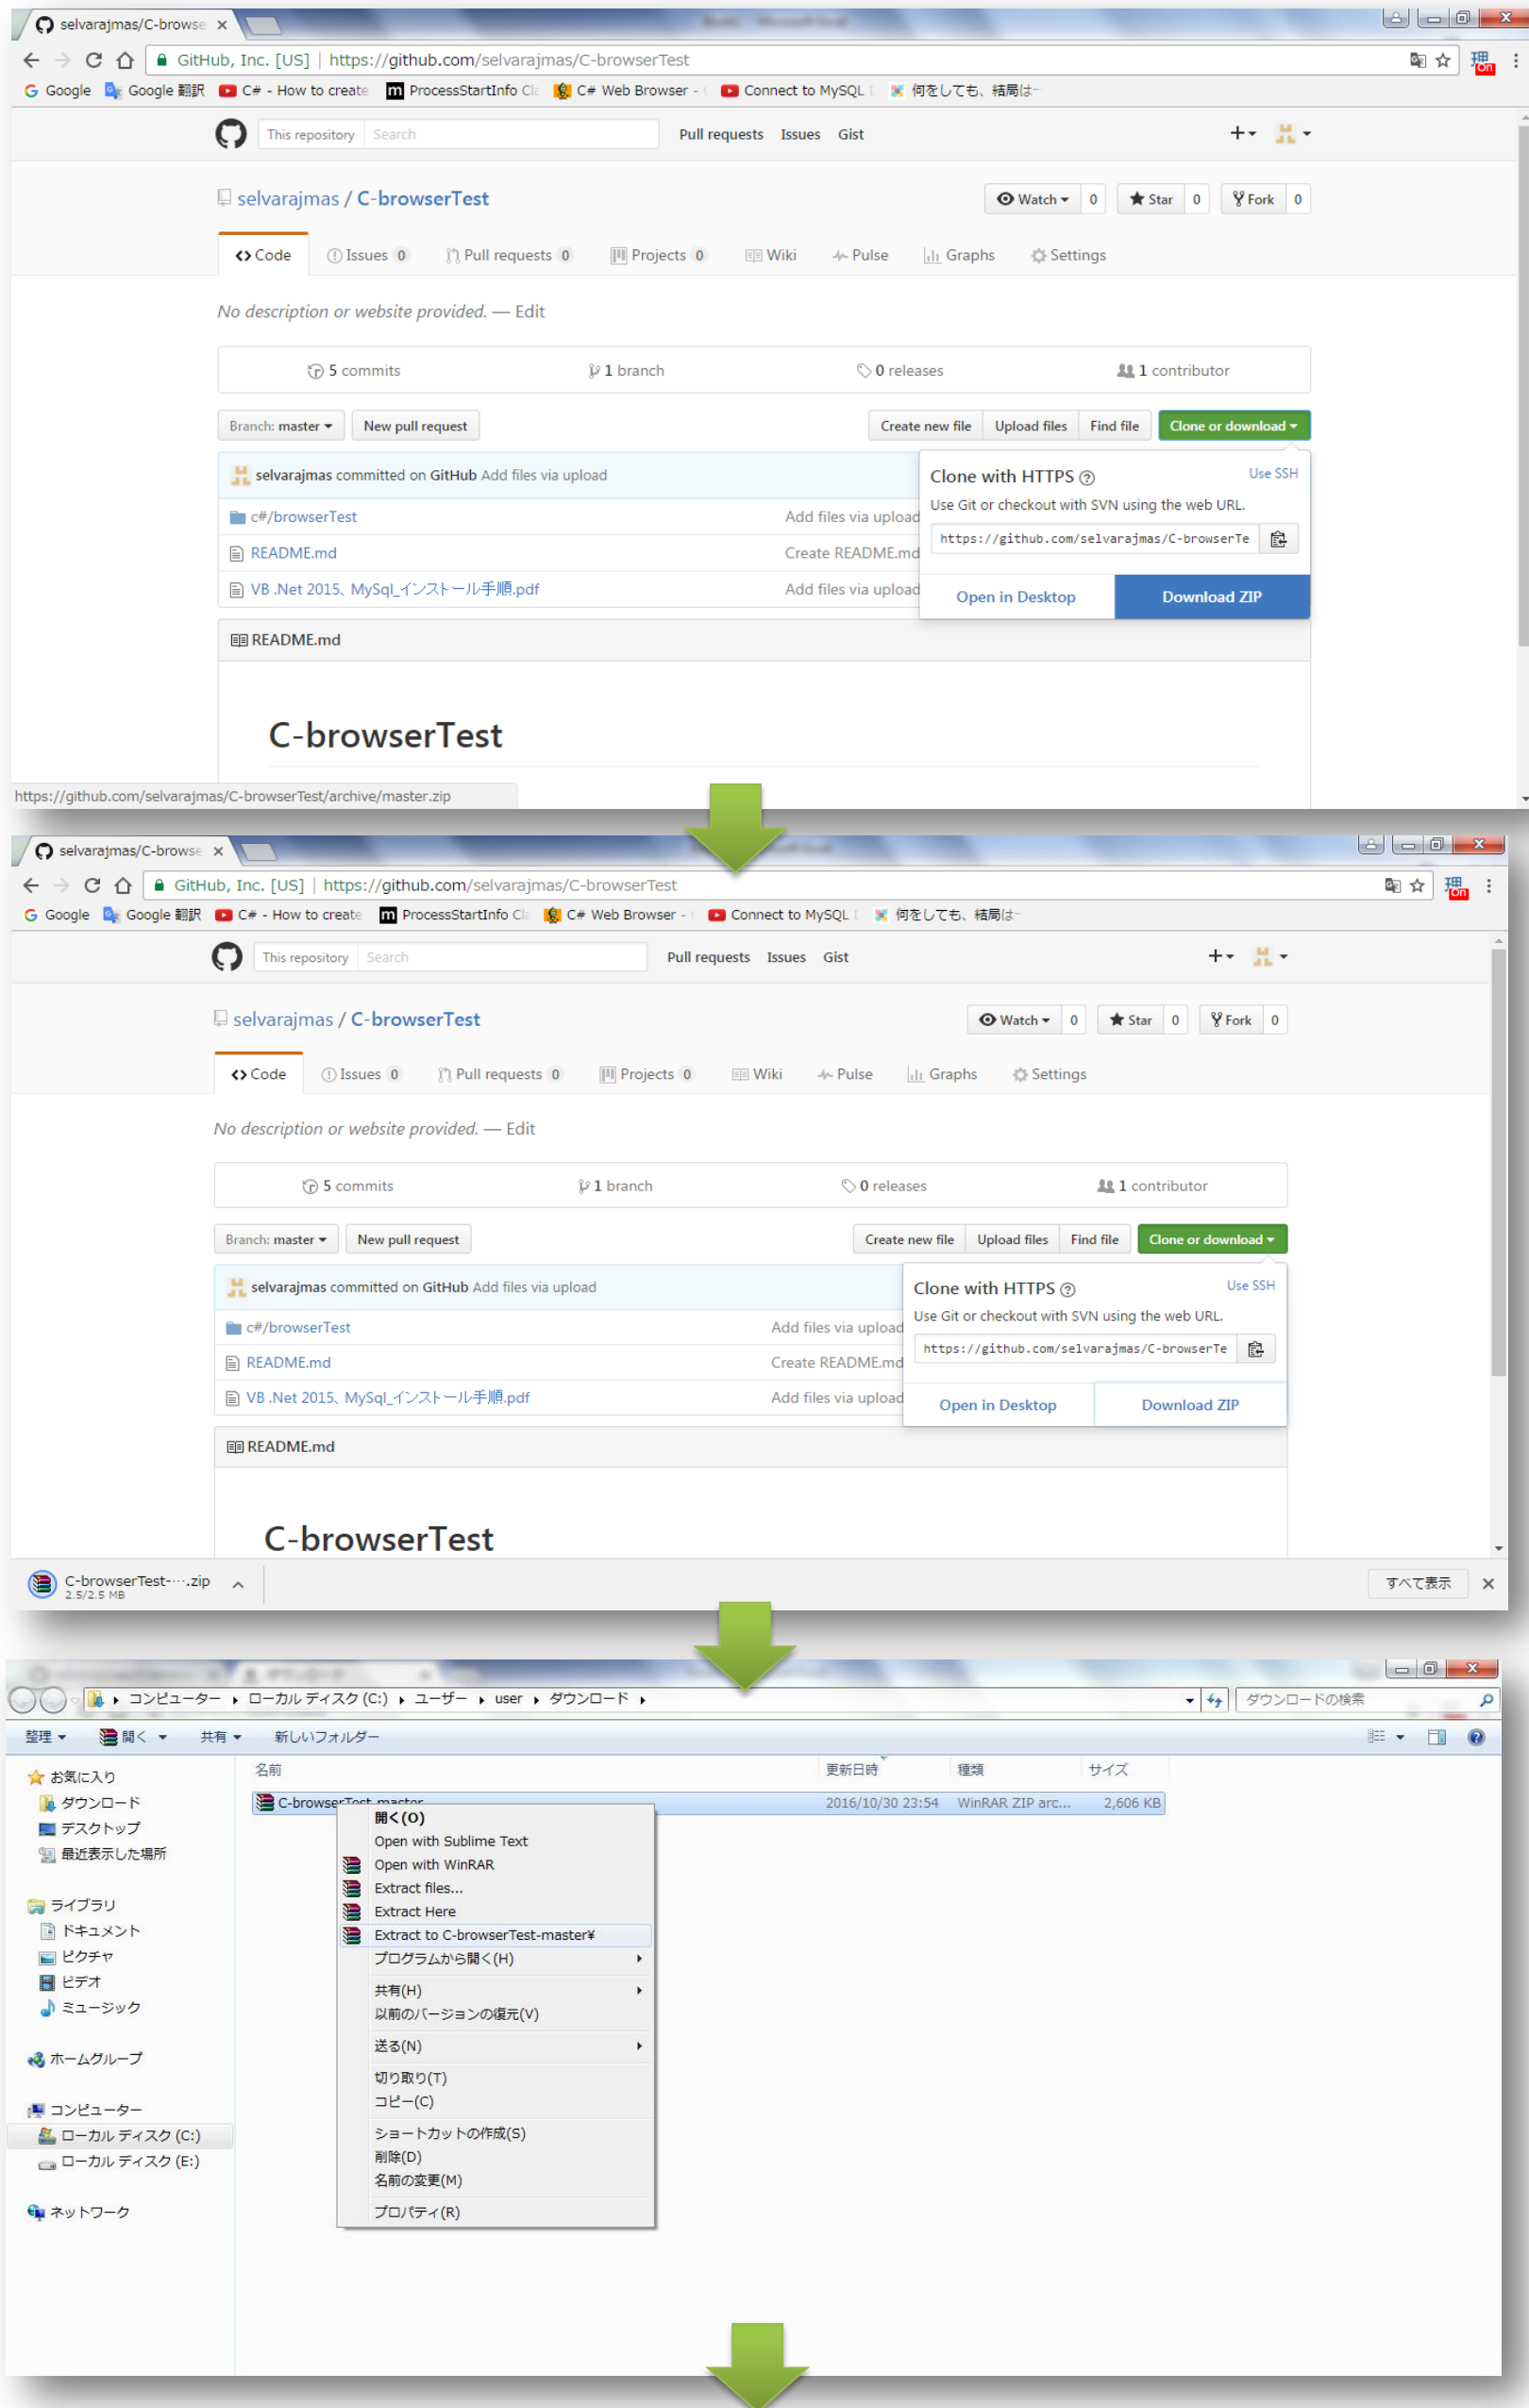 selvarajmas/C-browse
GitHub, Inc. [US] | https://github.com/selvarajmas/C-browserTest
Google Google 翻訳 C# - How to create ProcessStartInfo Cl C# Web Browser - Connect to MySQL 何をしても、結局は
On
This repository Search Pull requests Issues Gist
selvarajmas / C-browserTest Watch 0 Star 0 Fork 0
Code Issues 0 Pull requests 0 Projects 0 Wiki Pulse Graphs Settings
No description or website provided. — Edit
5 commits 1 branch 0 releases 1 contributor
Branch: master New pull request Create new file Upload files Find file Clone or download
selvarajmas committed on GitHub Add files via upload
c#/browserTest Add files via upload
README.md Create README.md
VB .Net 2015、MySql_インストール手順.pdf Add files via upload
Clone with HTTPS Use SSH
Use Git or checkout with SVN using the web URL.
https://github.com/selvarajmas/C-browserTe
Open in Desktop Download ZIP
README.md
C-browserTest
https://github.com/selvarajmas/C-browserTest/archive/master.zip
selvarajmas/C-browse
GitHub, Inc. [US] | https://github.com/selvarajmas/C-browserTest
Google Google 翻訳 C# - How to create ProcessStartInfo Cl C# Web Browser - Connect to MySQL 何をしても、結局は
On
This repository Search Pull requests Issues Gist
selvarajmas / C-browserTest Watch 0 Star 0 Fork 0
Code Issues 0 Pull requests 0 Projects 0 Wiki Pulse Graphs Settings
No description or website provided. — Edit
5 commits 1 branch 0 releases 1 contributor
Branch: master New pull request Create new file Upload files Find file Clone or download
selvarajmas committed on GitHub Add files via upload
c#/browserTest Add files via upload
README.md Create README.md
VB .Net 2015、MySql_インストール手順.pdf Add files via upload
Clone with HTTPS Use SSH
Use Git or checkout with SVN using the web URL.
https://github.com/selvarajmas/C-browserTe
Open in Desktop Download ZIP
README.md
C-browserTest
C-browserTest-….zip
2.5/2.5 MB
すべて表示
コンピューター ローカル ディスク (C:) ユーザー user ダウンロード ダウンロードの検索
整理 開く 共有 新しいフォルダー
名前 更新日時 種類 サイズ
C-browserTest-master 2016/10/30 23:54 WinRAR ZIP arc... 2,606 KB
お気に入り
ダウンロード
デスクトップ
最近表示した場所
ライブラリ
ドキュメント
ピクチャ
ビデオ
ミュージック
ホームグループ
コンピューター
ローカル ディスク (C:)
ローカル ディスク (E:)
ネットワーク
開く(O)
Open with Sublime Text
Open with WinRAR
Extract files...
Extract Here
Extract to C-browserTest-master¥
プログラムから開く(H)
共有(H)
以前のバージョンの復元(V)
送る(N)
切り取り(T)
コピー(C)
ショートカットの作成(S)
削除(D)
名前の変更(M)
プロパティ(R)